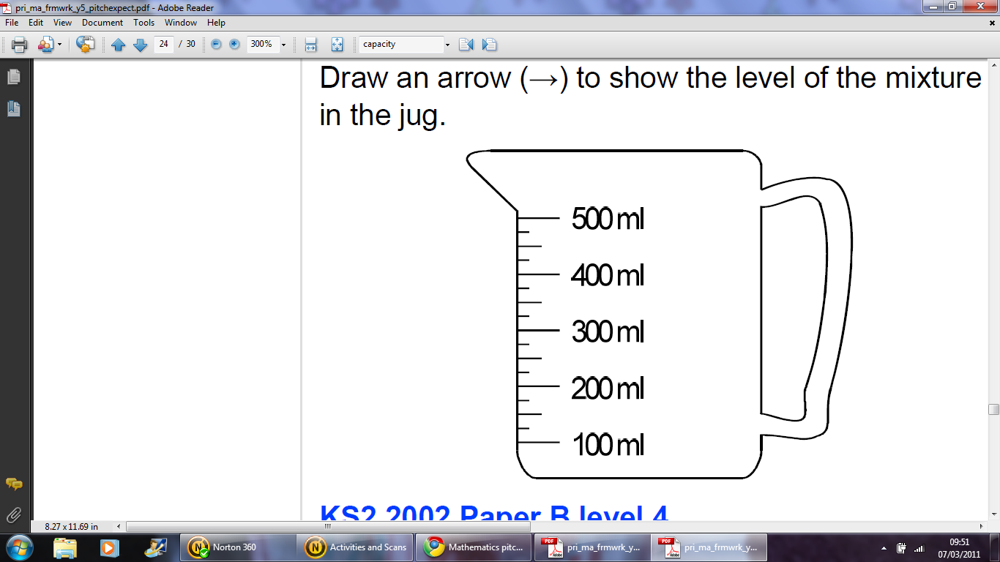 pri_ma_frmwrk_y5_pitchexpect.pdf - Adobe Reader
File Edit View Document Tools Window Help
24 / 30 300% capacity
Draw an arrow (→) to show the level of the mixture
in the jug.
500 ml
400 ml
300 ml
200 ml
100 ml
KS2 2002 Paper B level 4
8.27 x 11.69 in
Norton 360 Activities and Scans Mathematics pitc... pri_ma_frmwrk_y... pri_ma_frmwrk_y... 09:51
07/03/2011